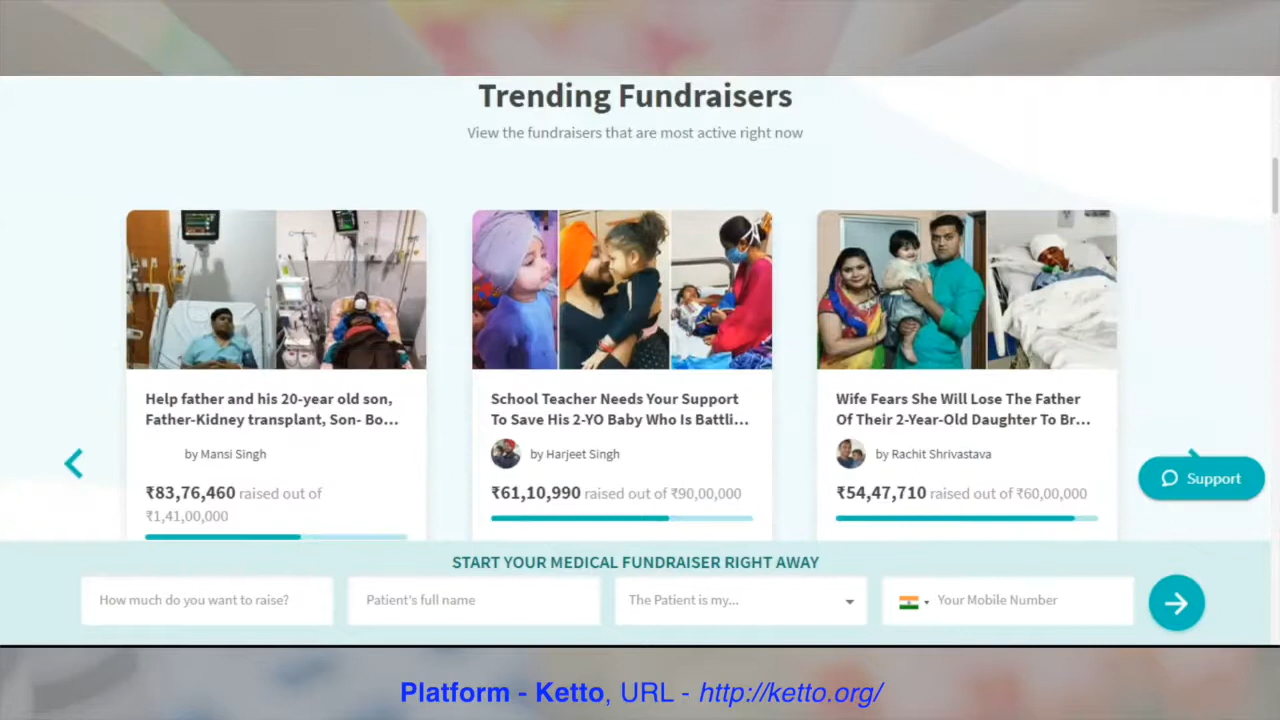 Trending Fundraisers
View the fundraisers that are most active right now
Help father and his 20-year old son,
Father-Kidney transplant, Son- Bo...
by Mansi Singh
₹83,76,460 raised out of
₹1,41,00,000
School Teacher Needs Your Support
To Save His 2-YO Baby Who Is Battli...
by Harjeet Singh
₹61,10,990 raised out of ₹90,00,000
Wife Fears She Will Lose The Father
Of Their 2-Year-Old Daughter To Br...
by Rachit Shrivastava
₹54,47,710 raised out of ₹60,00,000
Support
START YOUR MEDICAL FUNDRAISER RIGHT AWAY
How much do you want to raise?
Patient's full name
The Patient is my...
Your Mobile Number
Platform - Ketto, URL - http://ketto.org/